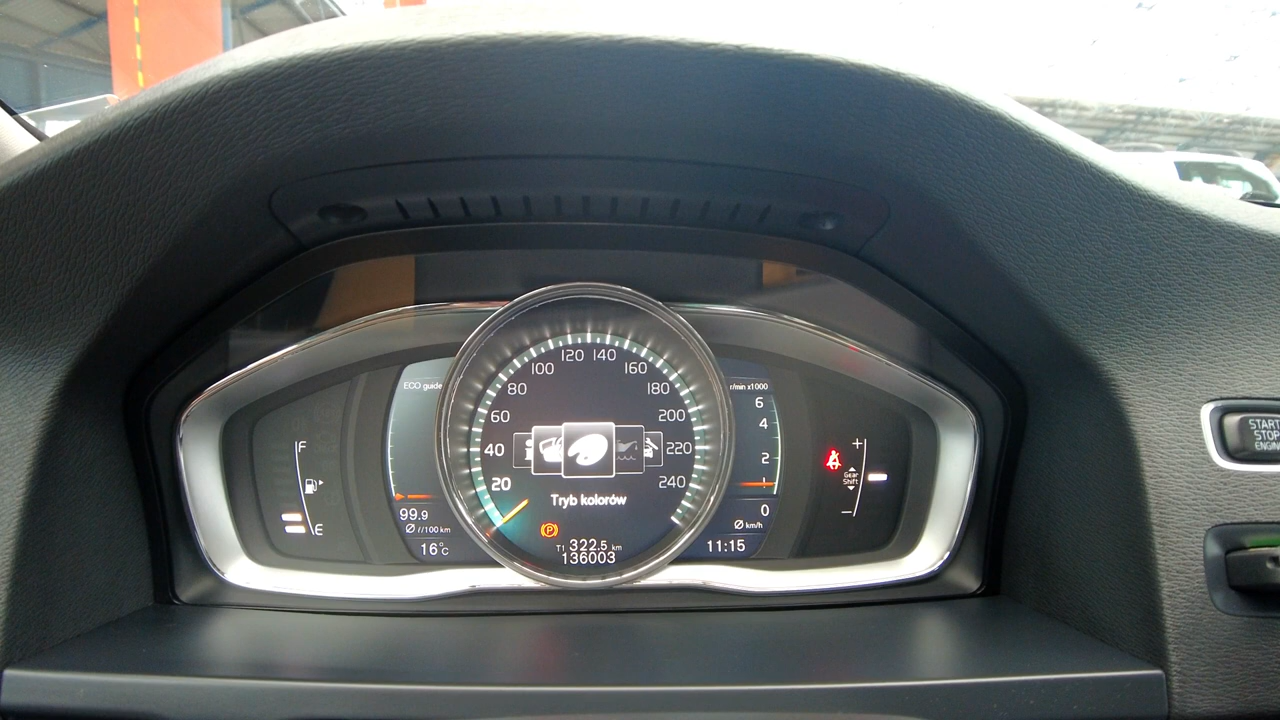 ECO guide
99.9
Ø l/100 km
16°C
F
E
20
40
60
80
100
120
140
160
180
200
220
240
Tryb kolorów
(P)
T1 322.5 km
136003
r/min x1000
6
4
2
1
0
Ø km/h
11:15
+
Gear
Shift
−
START
STOP
ENGINE